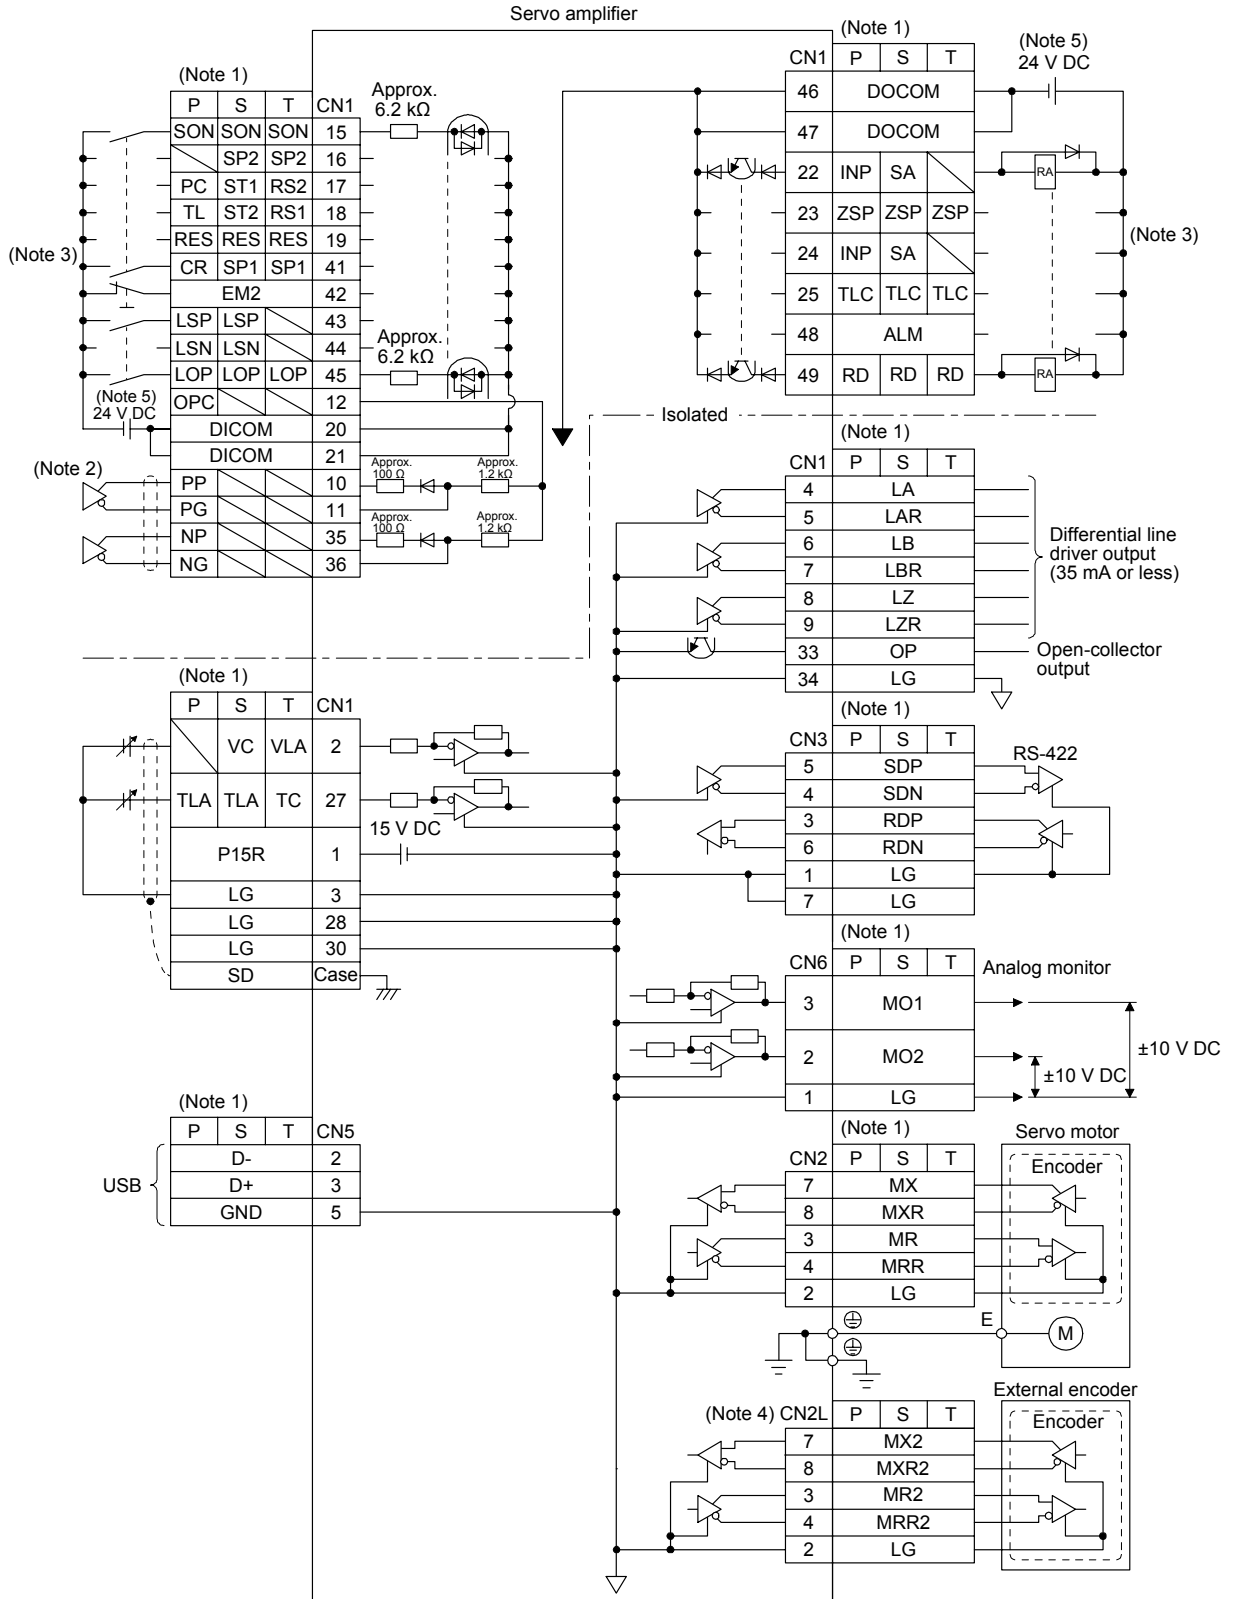 Servo amplifier
(Note 1)
P S T CN1
SON SON SON 15
SP2 SP2 16
PC ST1 RS2 17
TL ST2 RS1 18
RES RES RES 19
CR SP1 SP1 41
EM2 42
LSP LSP 43
LSN LSN 44
LOP LOP LOP 45
OPC 12
DICOM 20
DICOM 21
PP 10
PG 11
NP 35
NG 36
(Note 3)
(Note 5)
24 V DC
(Note 2)
Approx.
6.2 kΩ
Approx.
6.2 kΩ
Approx.
100 Ω
Approx.
1.2 kΩ
Approx.
100 Ω
Approx.
1.2 kΩ
Isolated
(Note 1)
CN1 P S T
46 DOCOM
47 DOCOM
22 INP SA
23 ZSP ZSP ZSP
24 INP SA
25 TLC TLC TLC
48 ALM
49 RD RD RD
(Note 5)
24 V DC
RA
RA
(Note 3)
(Note 1)
CN1 P S T
4 LA
5 LAR
6 LB
7 LBR
8 LZ
9 LZR
33 OP
34 LG
Differential line
driver output
(35 mA or less)
Open-collector
output
(Note 1)
P S T CN1
VC VLA 2
TLA TLA TC 27
P15R 1
LG 3
LG 28
LG 30
SD Case
15 V DC
(Note 1)
CN3 P S T
5 SDP
4 SDN
3 RDP
6 RDN
1 LG
7 LG
RS-422
(Note 1)
CN6 P S T
3 MO1
2 MO2
1 LG
Analog monitor
±10 V DC
±10 V DC
(Note 1)
P S T CN5
D- 2
D+ 3
GND 5
USB
(Note 1)
CN2 P S T
7 MX
8 MXR
3 MR
4 MRR
2 LG
Servo motor
Encoder
E
M
(Note 4) CN2L P S T
7 MX2
8 MXR2
3 MR2
4 MRR2
2 LG
External encoder
Encoder